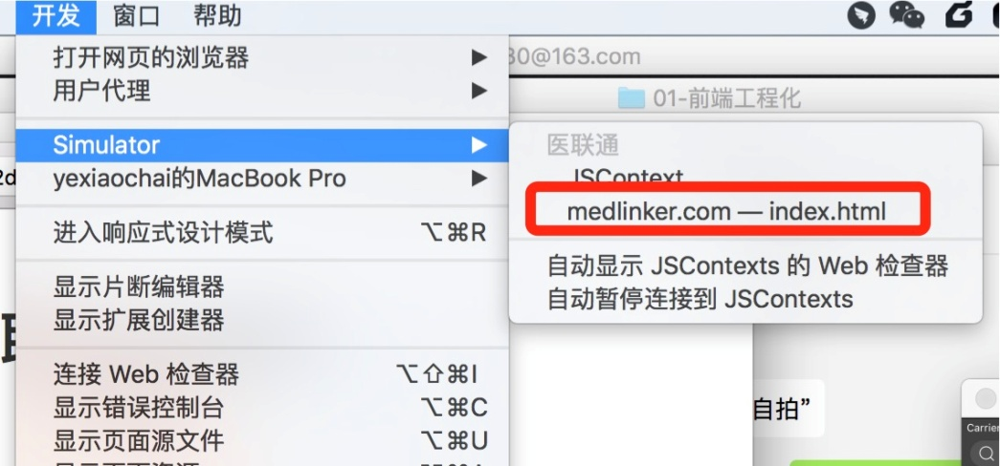 开发 窗口 帮助
打开网页的浏览器
30@163.com
用户代理
01-前端工程化
Simulator
医联通
yexiaochai的MacBook Pro
JSContext
medlinker.com — index.html
进入响应式设计模式 ⌥⌘R
自动显示 JSContexts 的 Web 检查器
显示片断编辑器
自动暂停连接到 JSContexts
显示扩展创建器
连接 Web 检查器 ⌥⇧⌘I
显示错误控制台 ⌥⌘C
自拍”
Carrier
显示页面源文件 ⌥⌘U